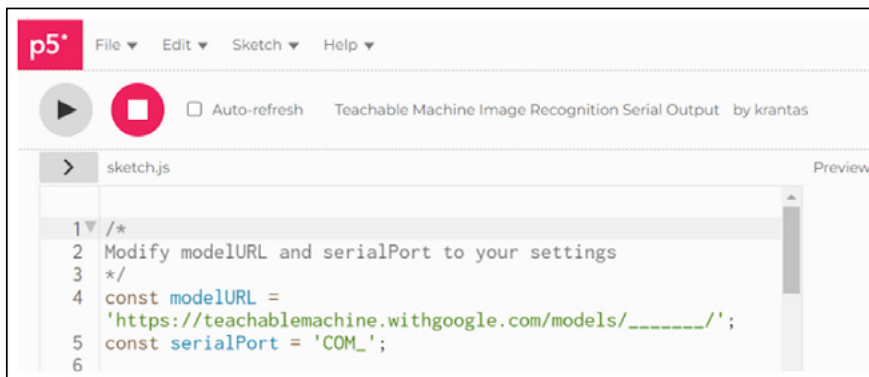 p5* File ▾ Edit ▾ Sketch ▾ Help ▾
Auto-refresh Teachable Machine Image Recognition Serial Output by krantas
> sketch.js Preview
1 /*
2 Modify modelURL and serialPort to your settings
3 */
4 const modelURL =
'https://teachablemachine.withgoogle.com/models/_______/';
5 const serialPort = 'COM_';
6